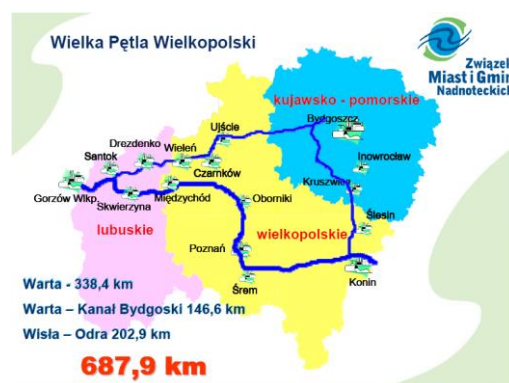 Wielka Pętla Wielkopolski
Związek
Miast i Gmin
Nadnoteckich
kujawsko - pomorskie
Bydgoszcz
Ujście
Drezdenko
Wieleń
Santok
Czarnków
Inowrocław
Kruszwica
Gorzów Wlkp.
Międzychód
Skwierzyna
Oborniki
Ślesin
lubuskie
wielkopolskie
Poznań
Konin
Śrem
Warta - 338,4 km
Warta – Kanał Bydgoski 146,6 km
Wisła – Odra 202,9 km
687,9 km